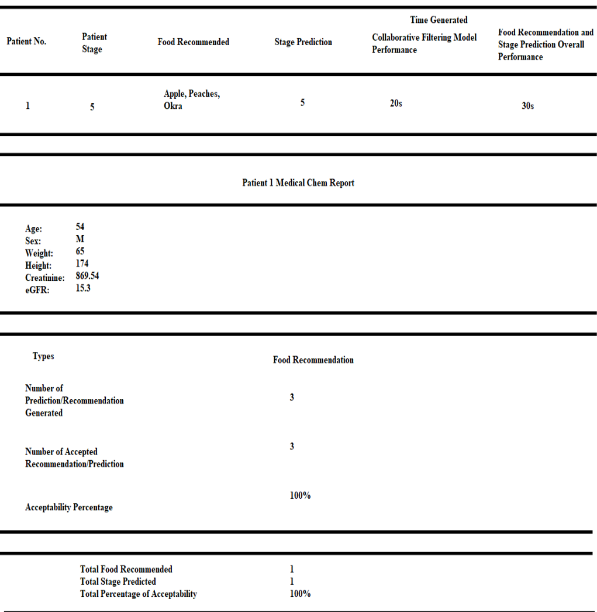 Time Generated
Patient No.
Patient
Stage
Food Recommended
Stage Prediction
Collaborative Filtering Model
Performance
Food Recommendation and
Stage Prediction Overall
Performance
1
5
Apple, Peaches,
Okra
5
20s
30s
Patient 1 Medical Chem Report
Age: 54
Sex: M
Weight: 65
Height: 174
Creatinine: 869.54
eGFR: 15.3
Types
Food Recommendation
Number of
Prediction/Recommendation
Generated
3
Number of Accepted
Recommendation/Prediction
3
Acceptability Percentage
100%
Total Food Recommended 1
Total Stage Predicted 1
Total Percentage of Acceptability 100%